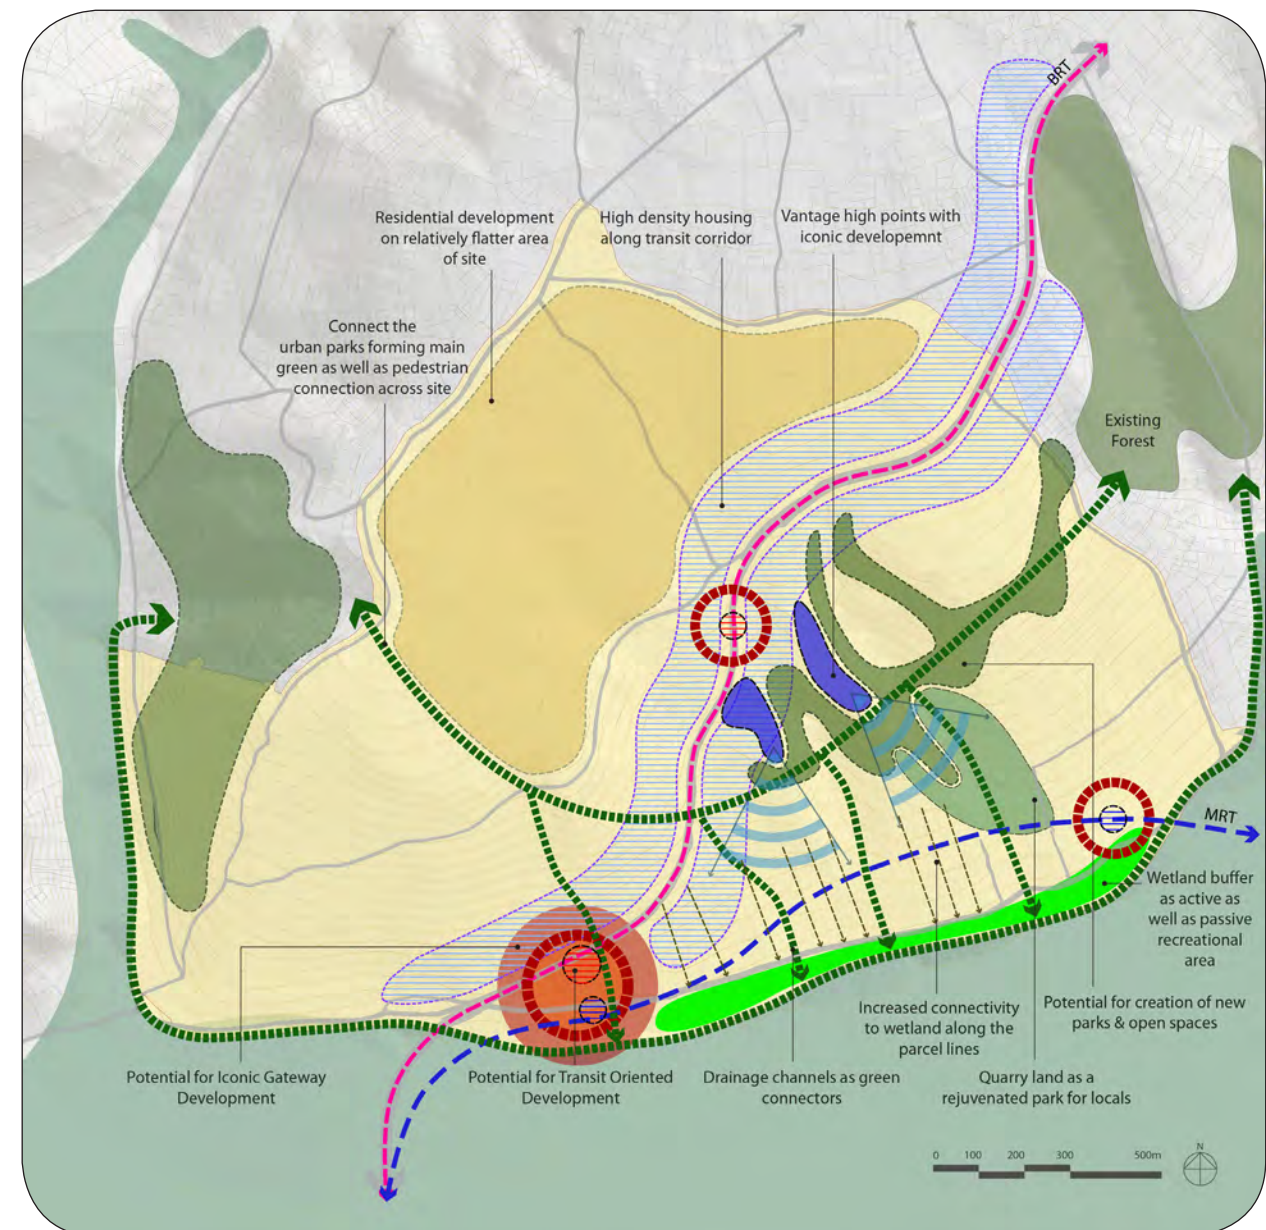 BRT
Residential development
on relatively flatter area
of site
High density housing
along transit corridor
Vantage high points with
iconic developemnt
Connect the
urban parks forming main
green as well as pedestrian
connection across site
Existing
Forest
MRT
Wetland buffer
as active as
well as passive
recreational
area
Increased connectivity
to wetland along the
parcel lines
Potential for creation of new
parks & open spaces
Potential for Iconic Gateway
Development
Potential for Transit Oriented
Development
Drainage channels as green
connectors
Quarry land as a
rejuvenated park for locals
0 100 200 300 500m
N